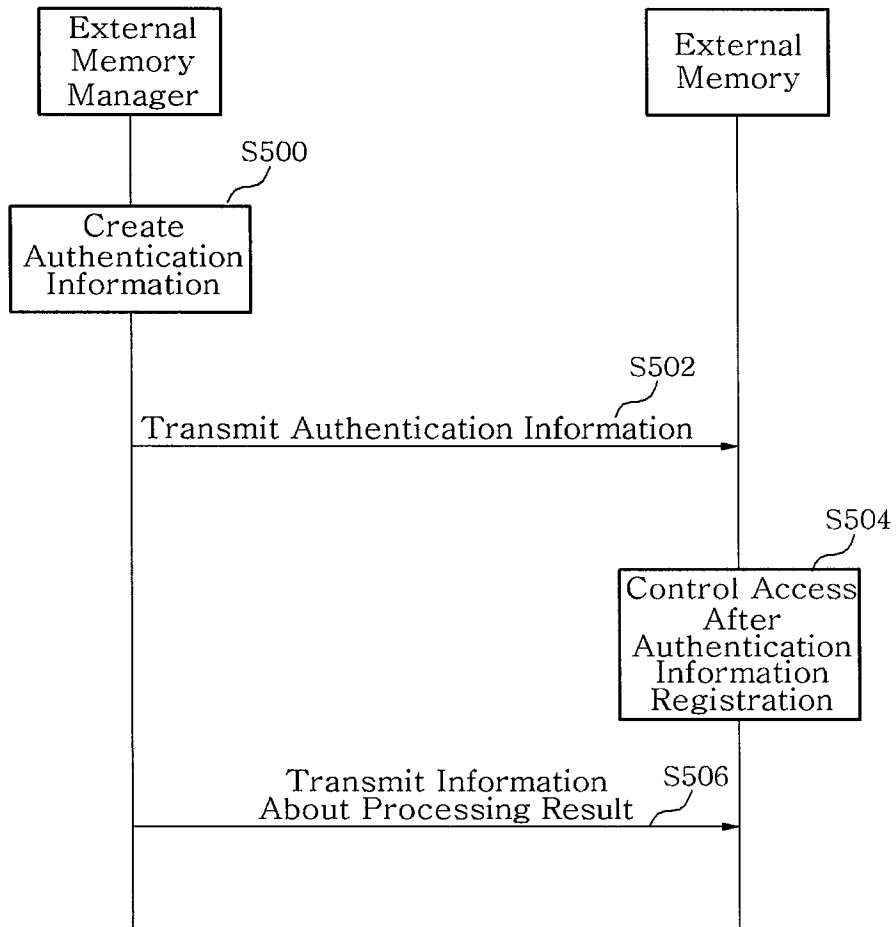 External
Memory
Manager
External
Memory
S500
Create
Authentication
Information
S502
Transmit Authentication Information
S504
Control Access
After
Authentication
Information
Registration
Transmit Information
About Processing Result
S506